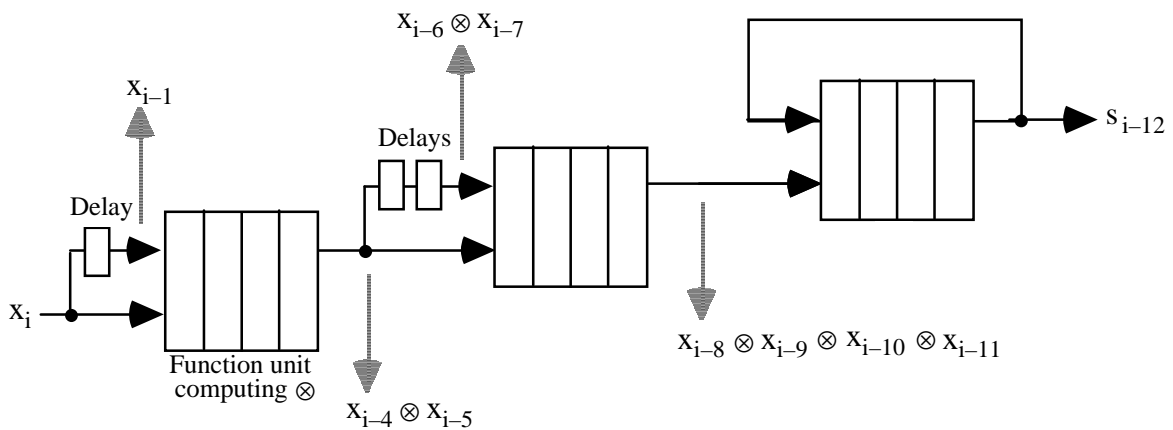 x_{i–6} ⊗ x_{i–7}
x_{i–1}
Delays
s_{i–12}
Delay
x_i
Function unit
computing ⊗
x_{i–8} ⊗ x_{i–9} ⊗ x_{i–10} ⊗ x_{i–11}
x_{i–4} ⊗ x_{i–5}